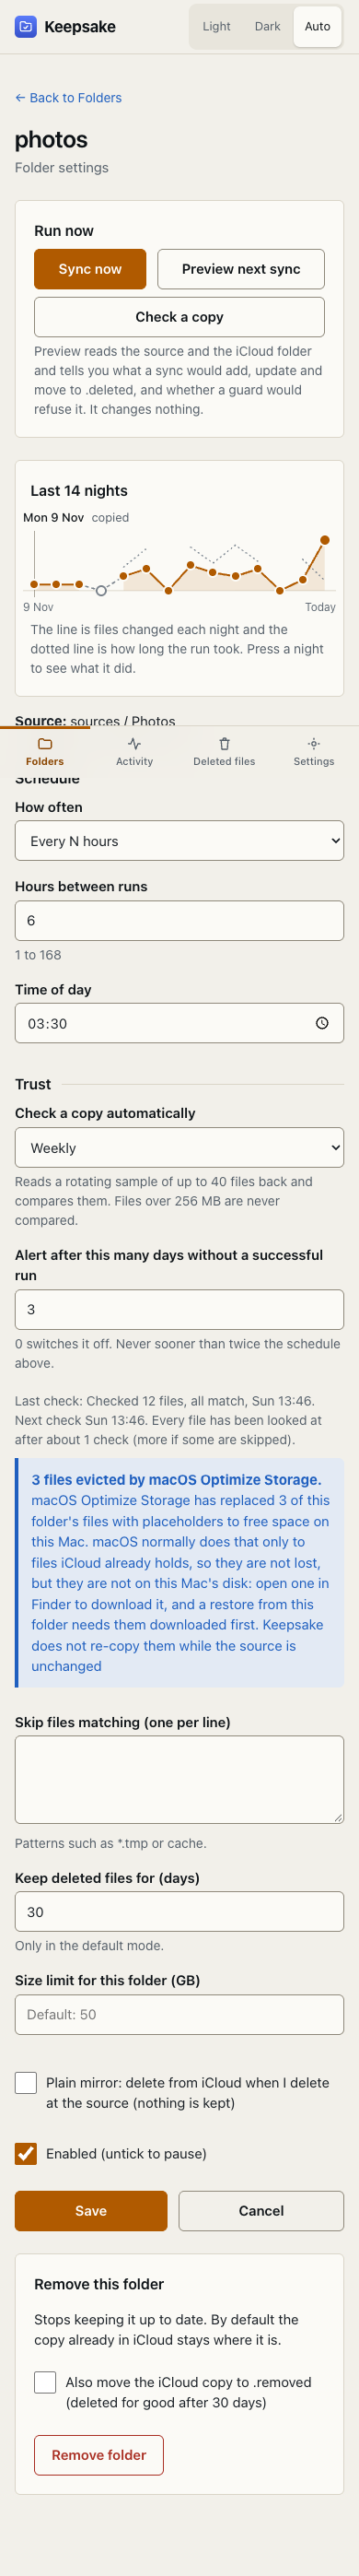 Keepsake
Light Dark Auto
← Back to Folders
photos
Folder settings
Run now
Sync now
Preview next sync
Check a copy
Preview reads the source and the iCloud folder
and tells you what a sync would add, update and
move to .deleted, and whether a guard would
refuse it. It changes nothing.
Last 14 nights
Mon 9 Nov copied
9 Nov Today
The line is files changed each night and the
dotted line is how long the run took. Press a night
to see what it did.
Source: sources / Photos
Folders Activity Deleted files Settings
Schedule
How often
Every N hours
Hours between runs
6
1 to 168
Time of day
03:30
Trust
Check a copy automatically
Weekly
Reads a rotating sample of up to 40 files back and
compares them. Files over 256 MB are never
compared.
Alert after this many days without a successful
run
3
0 switches it off. Never sooner than twice the schedule
above.
Last check: Checked 12 files, all match, Sun 13:46.
Next check Sun 13:46. Every file has been looked at
after about 1 check (more if some are skipped).
3 files evicted by macOS Optimize Storage.
macOS Optimize Storage has replaced 3 of this
folder's files with placeholders to free space on
this Mac. macOS normally does that only to
files iCloud already holds, so they are not lost,
but they are not on this Mac's disk: open one in
Finder to download it, and a restore from this
folder needs them downloaded first. Keepsake
does not re-copy them while the source is
unchanged
Skip files matching (one per line)
Patterns such as *.tmp or cache.
Keep deleted files for (days)
30
Only in the default mode.
Size limit for this folder (GB)
Default: 50
Plain mirror: delete from iCloud when I delete
at the source (nothing is kept)
Enabled (untick to pause)
Save
Cancel
Remove this folder
Stops keeping it up to date. By default the
copy already in iCloud stays where it is.
Also move the iCloud copy to .removed
(deleted for good after 30 days)
Remove folder